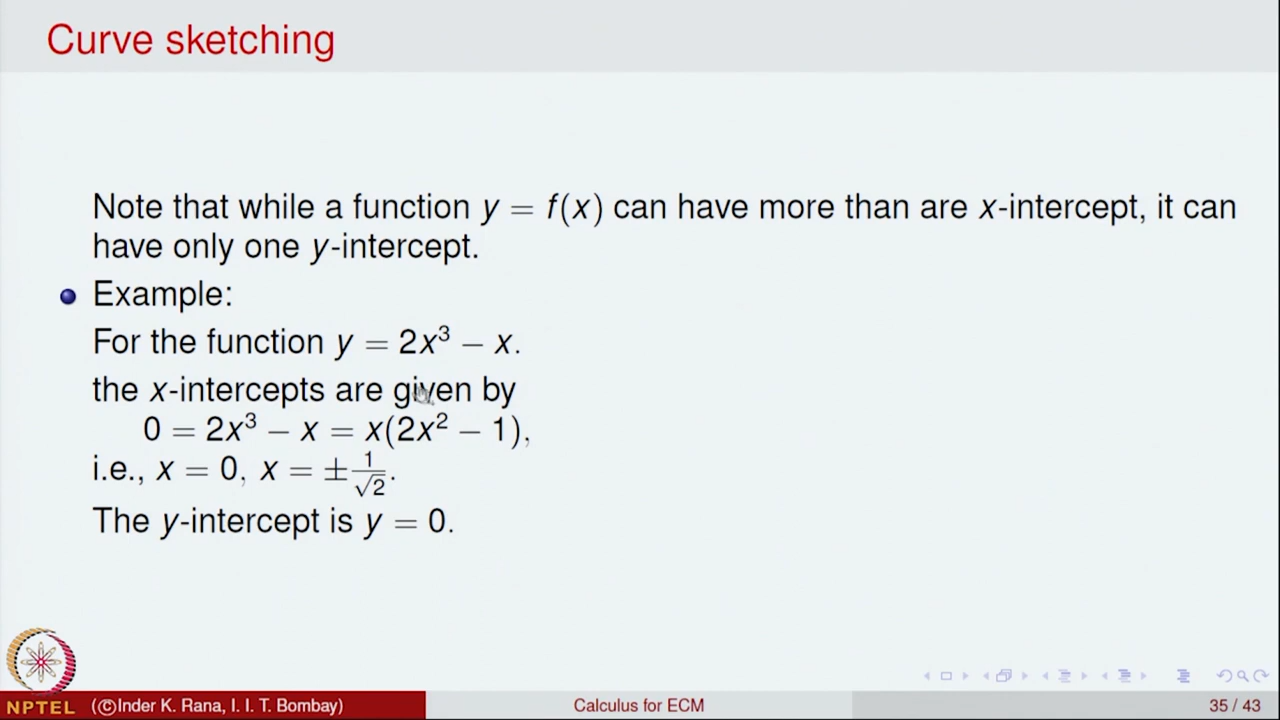 Curve sketching
Note that while a function y = f(x) can have more than are x-intercept, it can
have only one y-intercept.
Example:
For the function y = 2x³ − x.
the x-intercepts are given by
0 = 2x³ − x = x(2x² − 1),
i.e., x = 0, x = ±1/√2.
The y-intercept is y = 0.
NPTEL (©Inder K. Rana, I. I. T. Bombay) Calculus for ECM 35 / 43